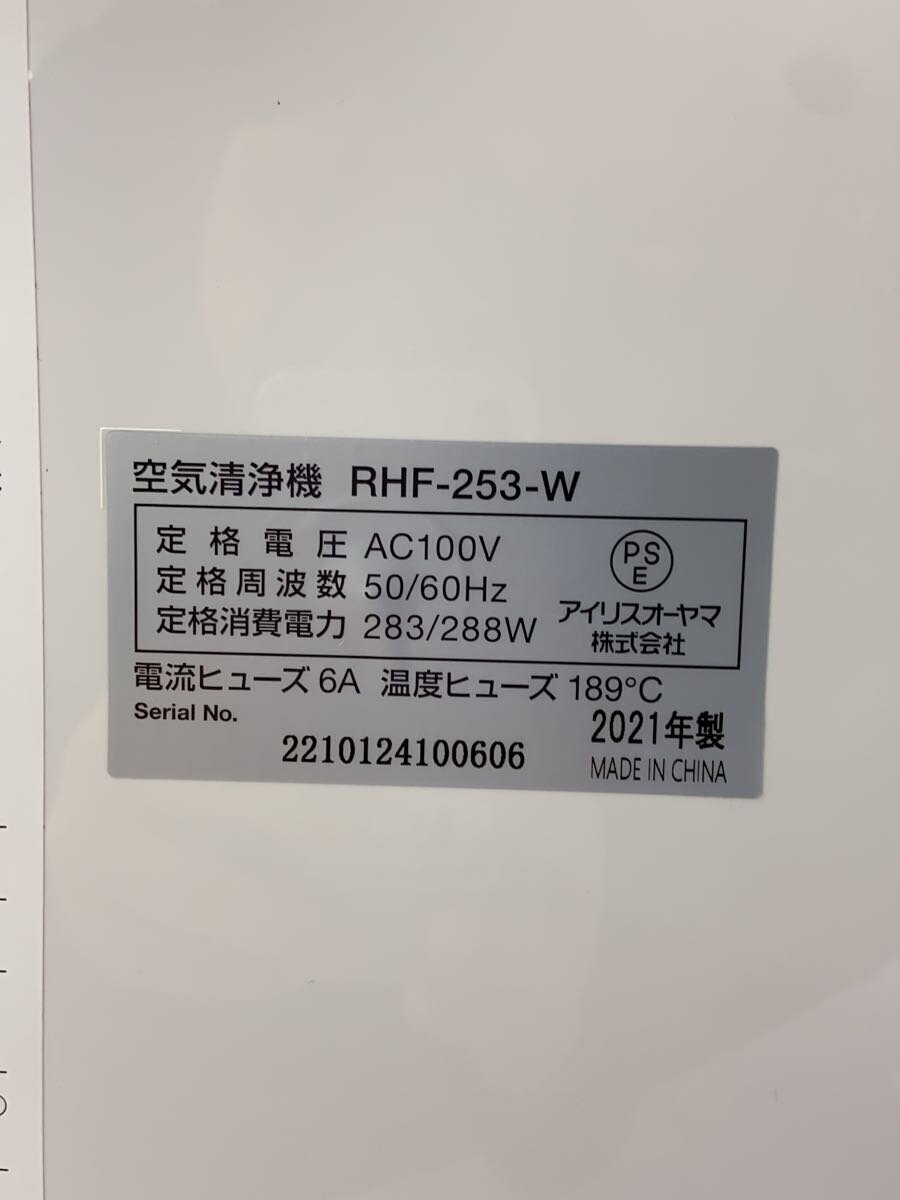 空気清浄機 RHF-253-W
定格電圧 AC100V
定格周波数 50/60Hz
定格消費電力 283/288W
PS
E
アイリスオーヤマ
株式会社
電流ヒューズ 6A 温度ヒューズ 189°C
Serial No.
2210124100606
2021年製
MADE IN CHINA